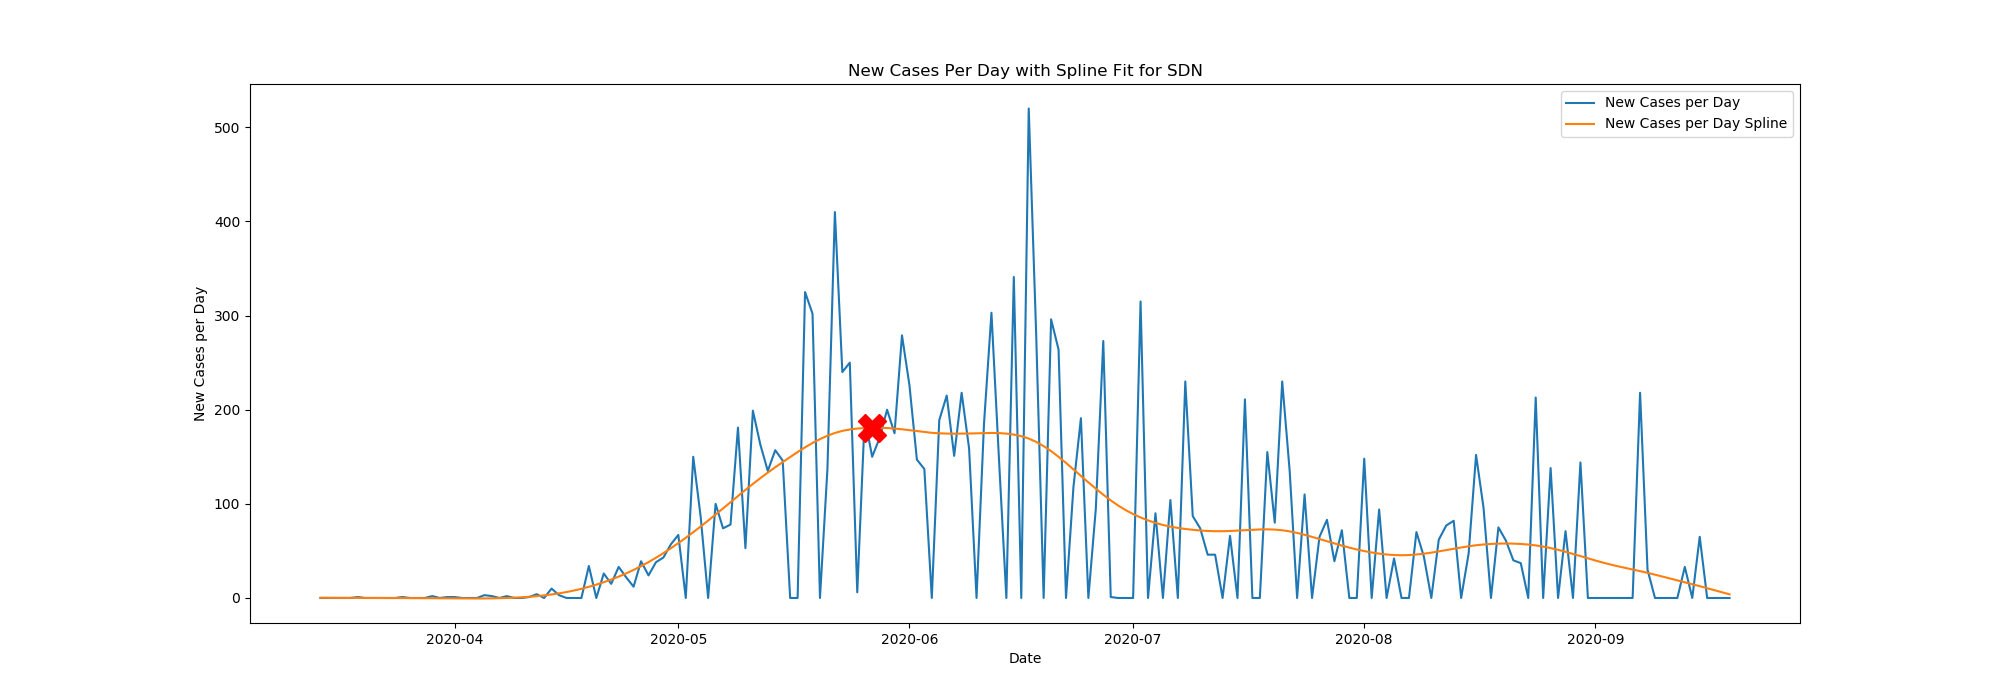 New Cases Per Day with Spline Fit for SDN
New Cases per Day
New Cases per Day Spline
500
400
300
200
100
0
New Cases per Day
2020-04
2020-05
2020-06
2020-07
2020-08
2020-09
Date